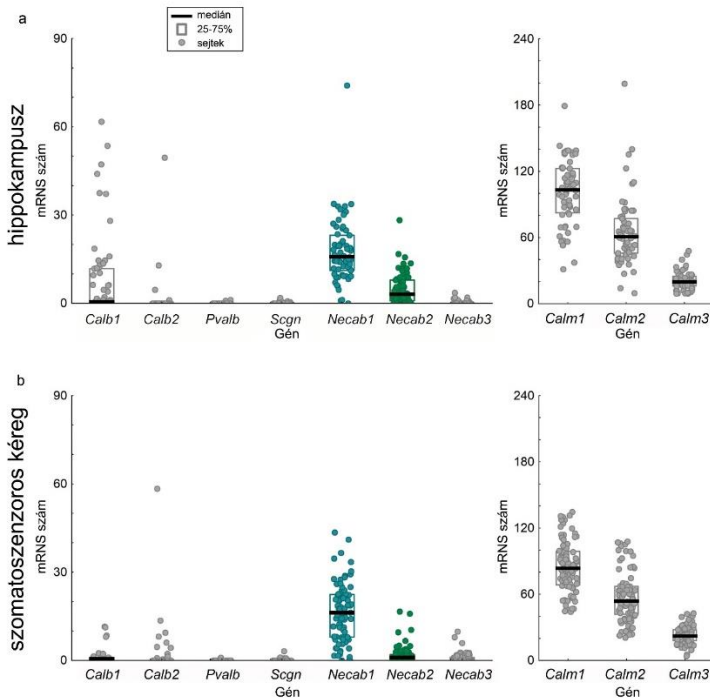 a
medián
25-75%
sejtek
hippokampusz
mRNS szám
90
60
30
0
Calb1 Calb2 Pvalb Scgn Necab1 Necab2 Necab3
Gén
mRNS szám
240
180
120
60
0
Calm1 Calm2 Calm3
Gén
b
szomatoszenzoros kéreg
mRNS szám
90
60
30
0
Calb1 Calb2 Pvalb Scgn Necab1 Necab2 Necab3
Gén
mRNS szám
240
180
120
60
0
Calm1 Calm2 Calm3
Gén